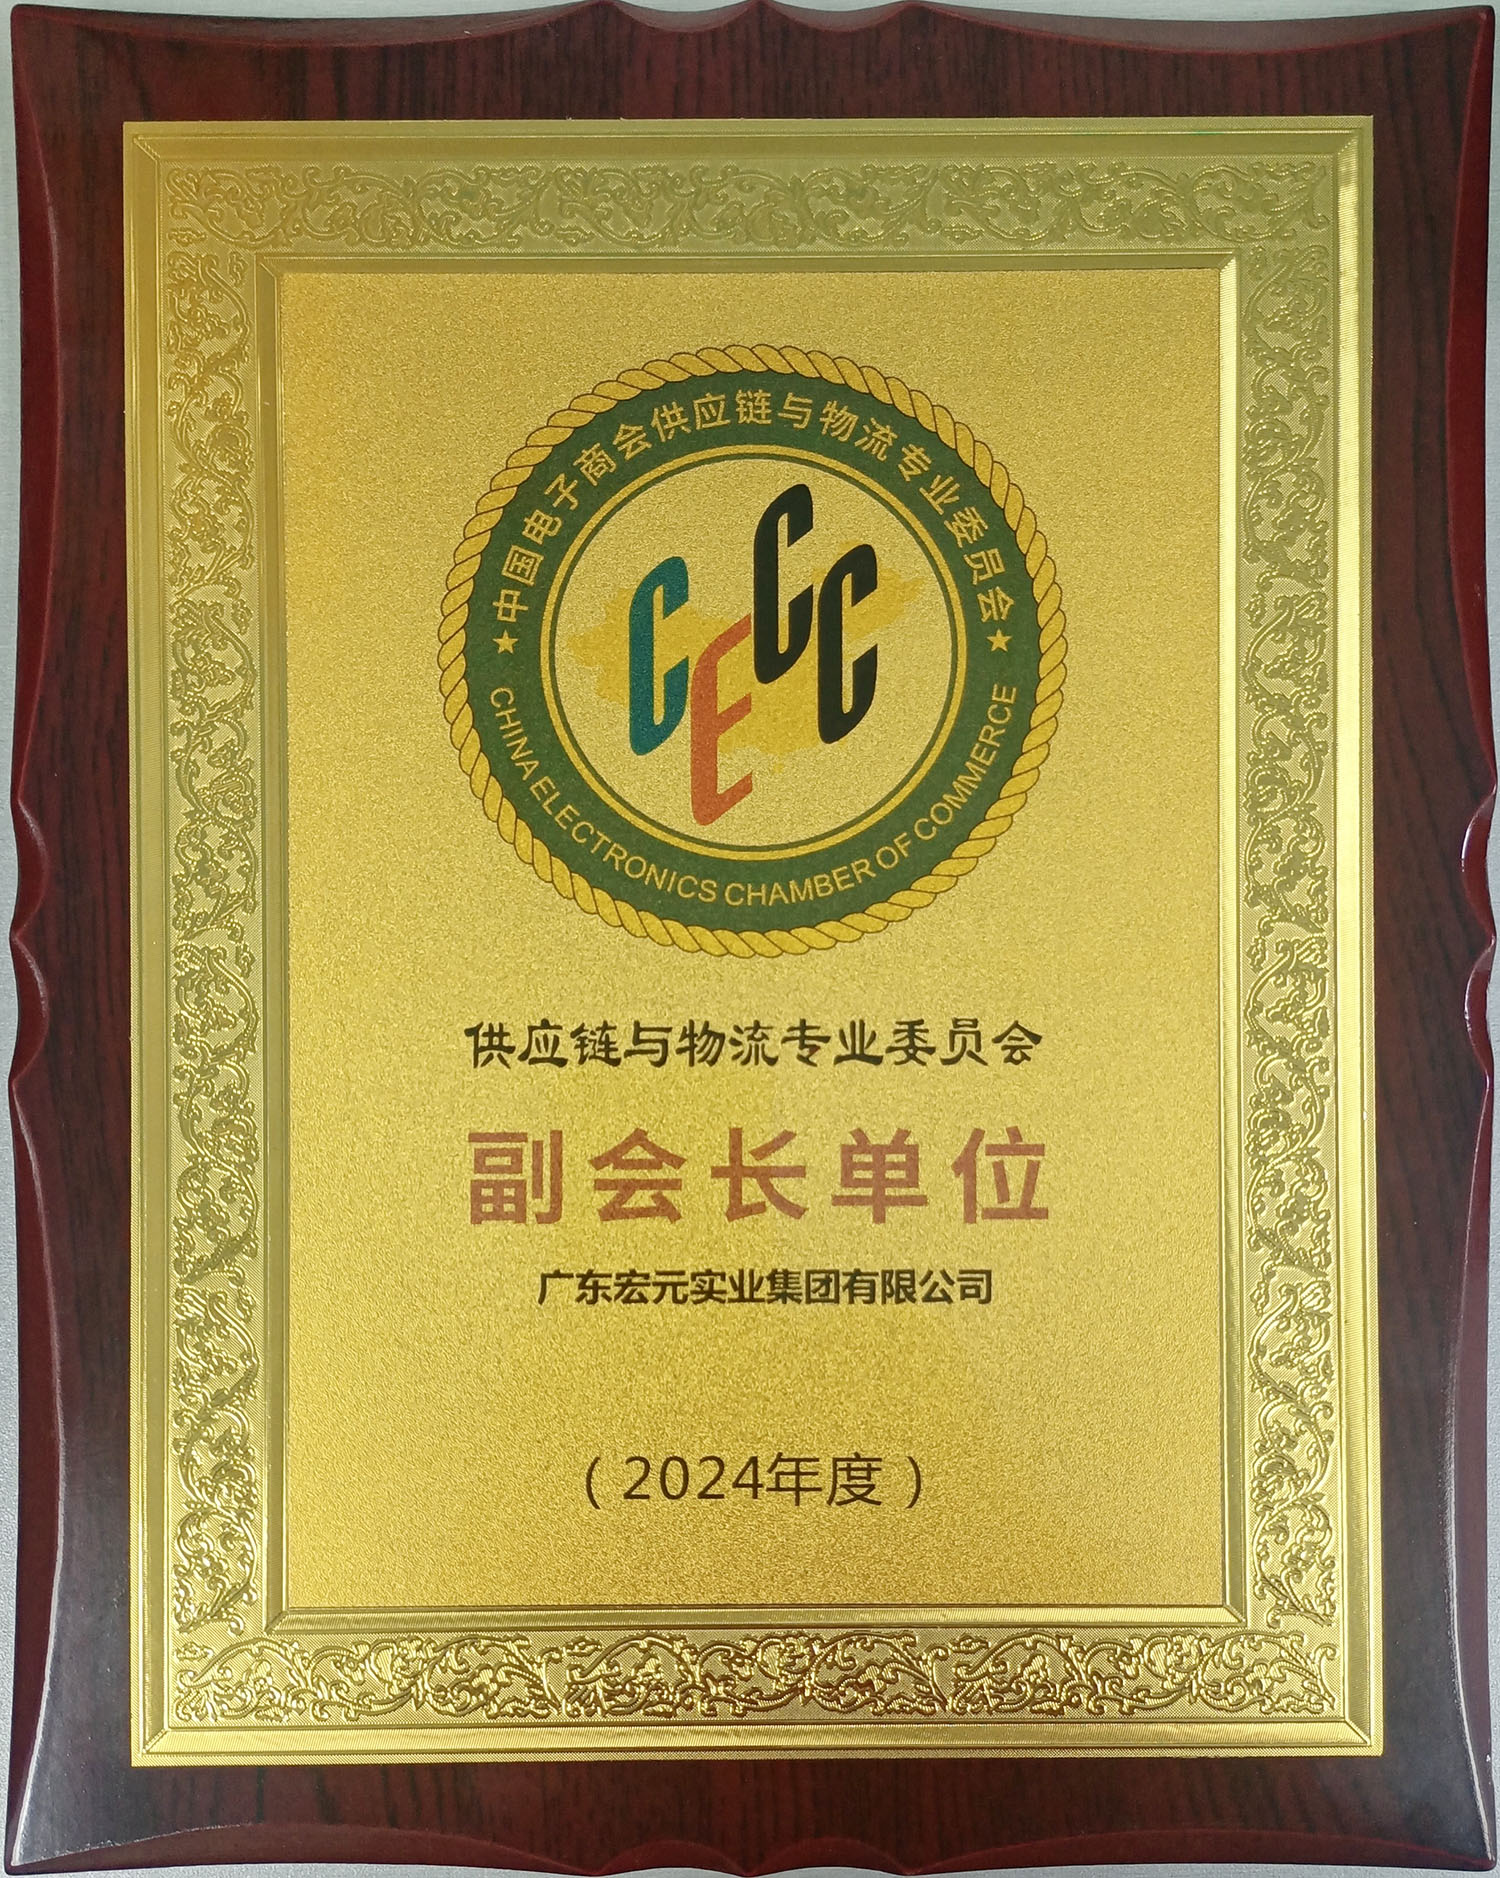 ★中国电子商会供应链与物流专业委员会★
CECC
CHINA ELECTRONICS CHAMBER OF COMMERCE
供应链与物流专业委员会
副会长单位
广东宏元实业集团有限公司
（2024年度）